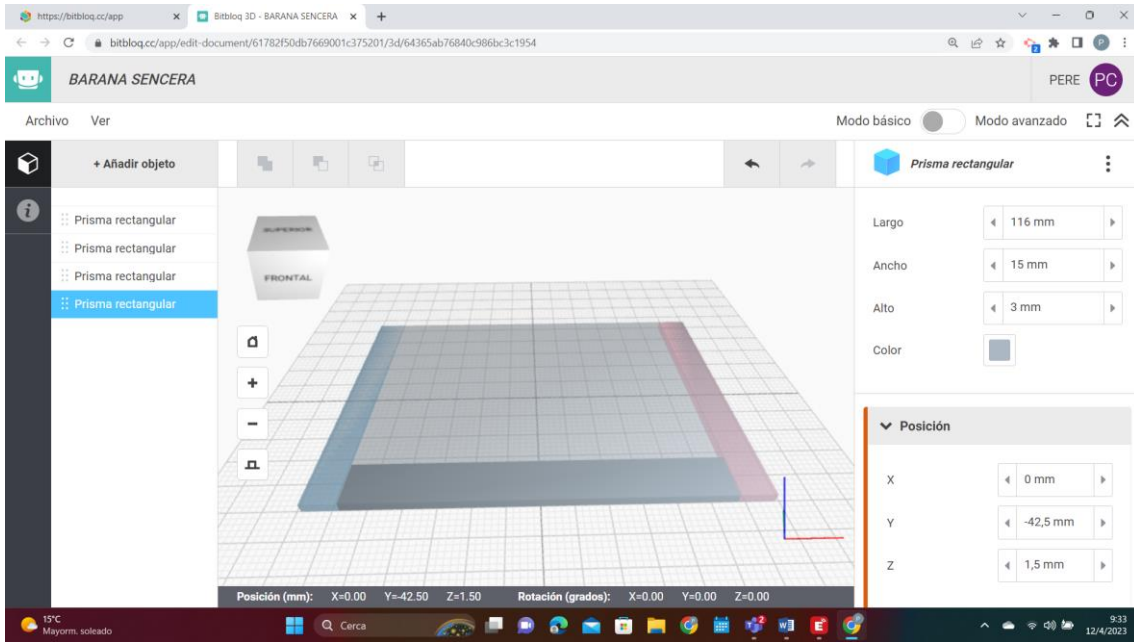 https://bitbloq.cc/app
Bitbloq 3D - BARANA SENCERA
bitbloq.cc/app/edit-document/61782f50db7669001c375201/3d/64365ab76840c986bc3c1954
2
P
BARANA SENCERA
PERE
PC
Archivo
Ver
Modo básico
Modo avanzado
+ Añadir objeto
Prisma rectangular
Prisma rectangular
Prisma rectangular
Prisma rectangular
Prisma rectangular
SUPERIOR
FRONTAL
Largo
116 mm
Ancho
15 mm
Alto
3 mm
Color
Posición
X
0 mm
Y
-42,5 mm
Z
1,5 mm
Posición (mm): X=0.00 Y=-42.50 Z=1.50 Rotación (grados): X=0.00 Y=0.00 Z=0.00
15°C
Mayorm. soleado
Cerca
9:33
12/4/2023